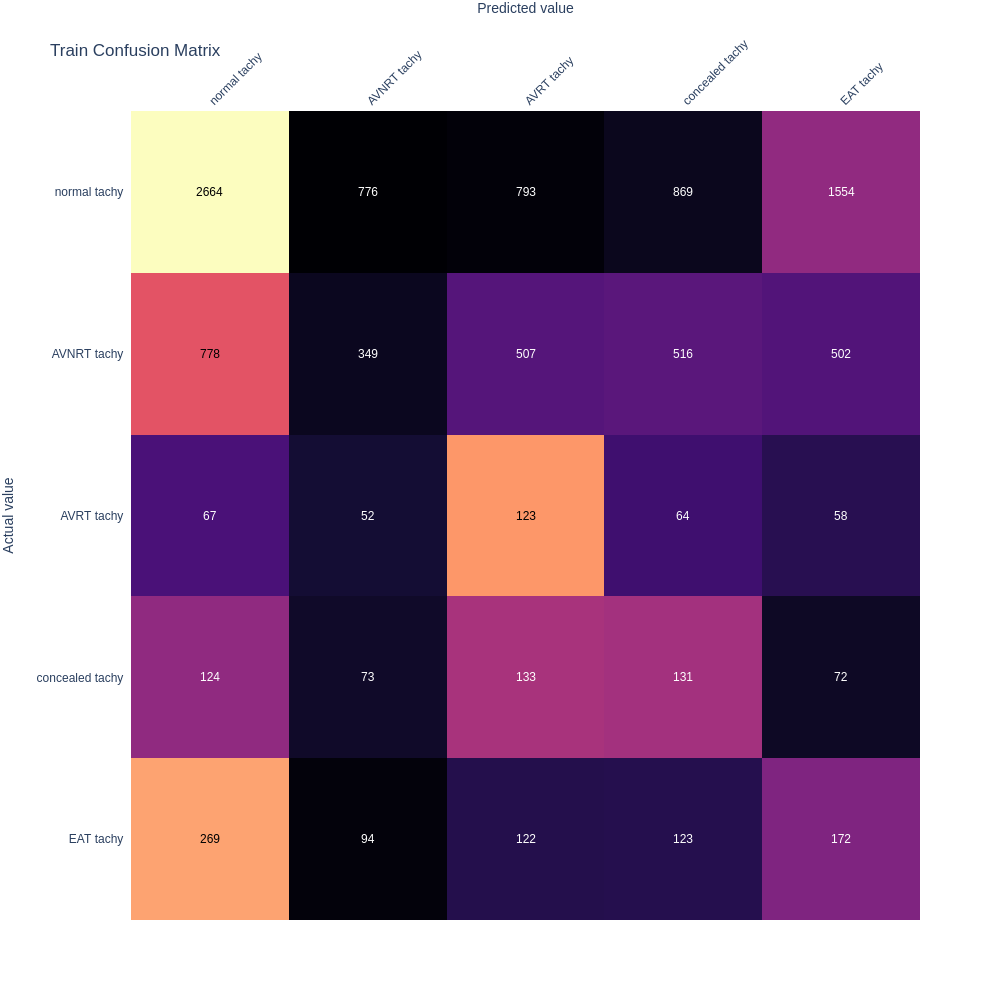 Predicted value
Train Confusion Matrix
normal tachy AVNRT tachy AVRT tachy concealed tachy EAT tachy
normal tachy 2664 776 793 869 1554
AVNRT tachy 778 349 507 516 502
Actual value
AVRT tachy 67 52 123 64 58
concealed tachy 124 73 133 131 72
EAT tachy 269 94 122 123 172